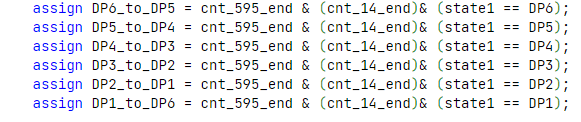 assign DP6_to_DP5 = cnt_595_end & (cnt_14_end)& (state1 == DP6);
assign DP5_to_DP4 = cnt_595_end & (cnt_14_end)& (state1 == DP5);
assign DP4_to_DP3 = cnt_595_end & (cnt_14_end)& (state1 == DP4);
assign DP3_to_DP2 = cnt_595_end & (cnt_14_end)& (state1 == DP3);
assign DP2_to_DP1 = cnt_595_end & (cnt_14_end)& (state1 == DP2);
assign DP1_to_DP6 = cnt_595_end & (cnt_14_end)& (state1 == DP1);